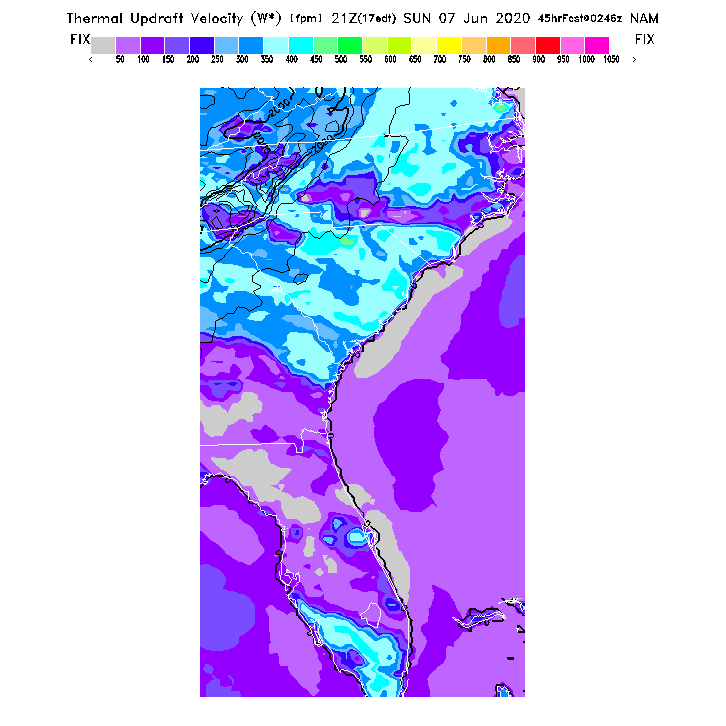 Thermal Updraft Velocity (W*) [fpm] 21Z(17edt) SUN 07 Jun 2020 45hrFcst@0246z NAM
FIX FIX
< 50 100 150 200 250 300 350 400 450 500 550 600 650 700 750 800 850 900 950 1000 1050 >
2000